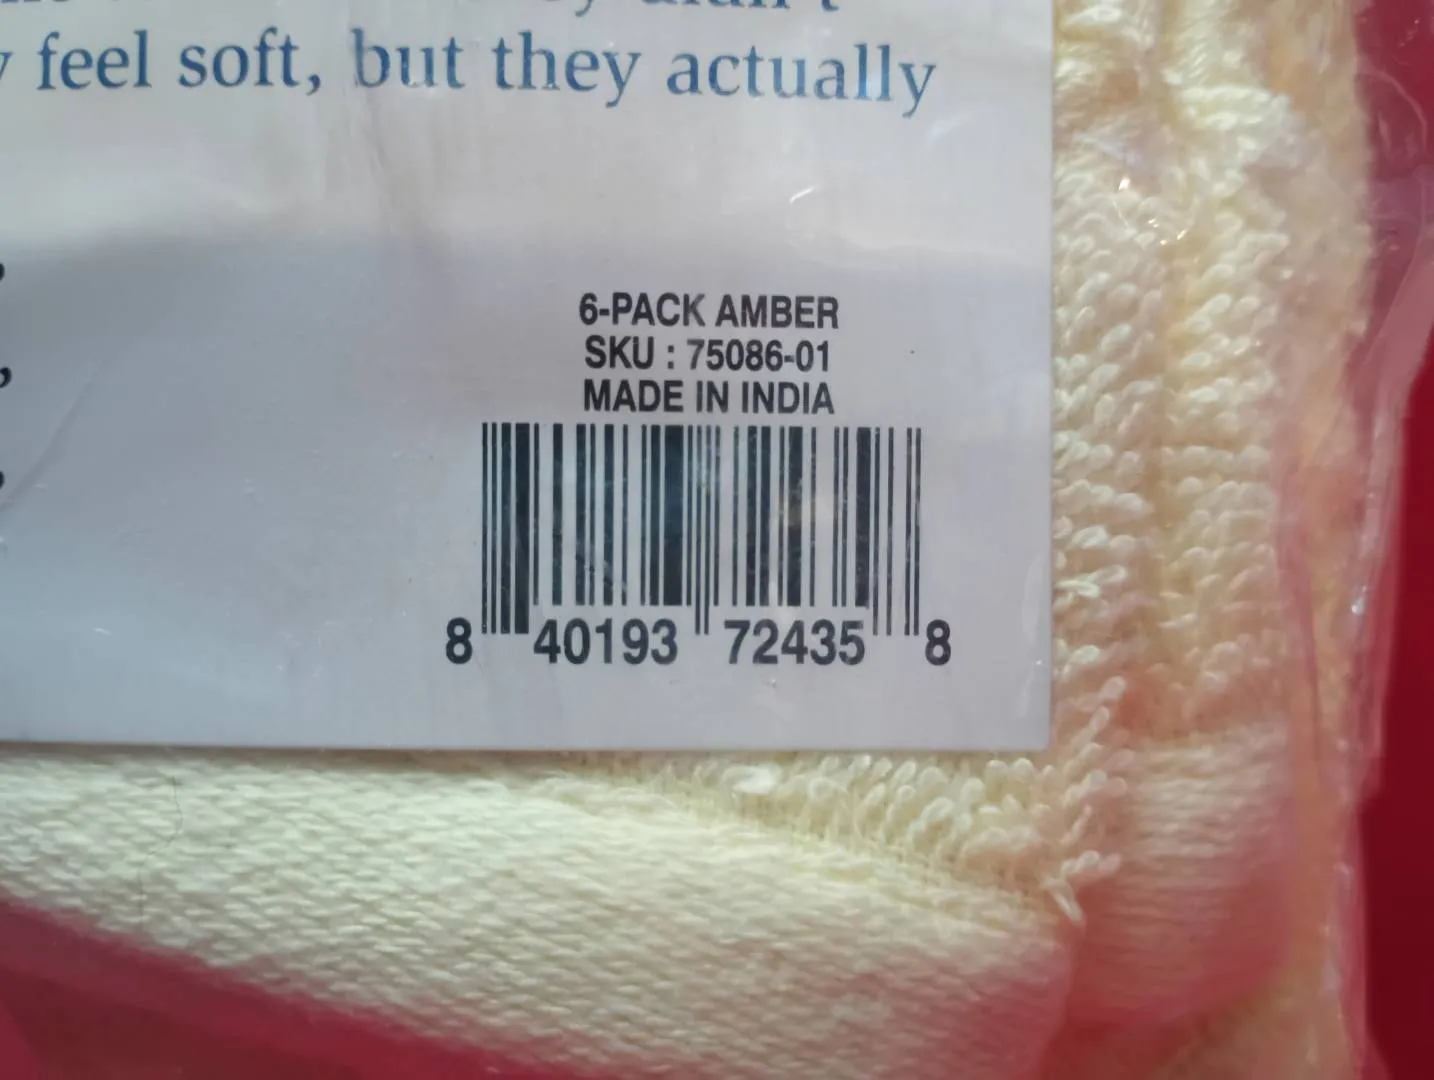 feel soft, but they actually
6-PACK AMBER
SKU : 75086-01
MADE IN INDIA
8 40193 72435 8